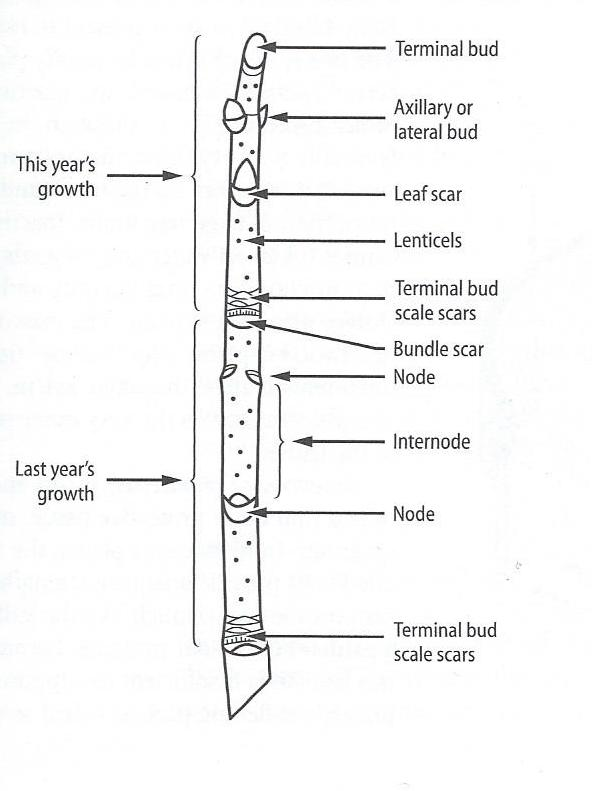 Terminal bud
Axillary or
lateral bud
This year's
growth
Leaf scar
Lenticels
Terminal bud
scale scars
Bundle scar
Node
Internode
Last year's
growth
Node
Terminal bud
scale scars